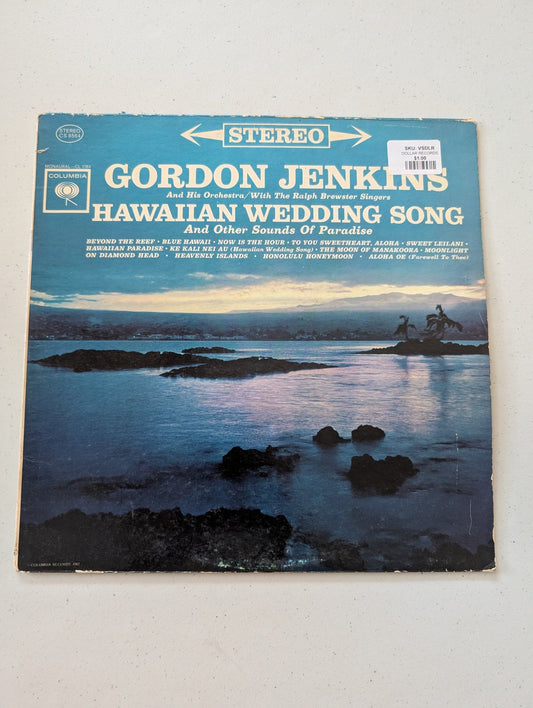 STEREO
CS 8564
STEREO
SKU: VSDLR
DOLLAR RECORDS
$1.00
COLUMBIA
GORDON JENKINS
And His Orchestra/With The Ralph Brewster Singers
HAWAIIAN WEDDING SONG
And Other Sounds Of Paradise
BEYOND THE REEF · BLUE HAWAII · NOW IS THE HOUR · TO YOU SWEETHEART, ALOHA · SWEET LEILANI ·
HAWAIIAN PARADISE · KE KALI NEI AU (Hawaiian Wedding Song) · THE MOON OF MANAKOORA · MOONLIGHT
ON DIAMOND HEAD · HEAVENLY ISLANDS · HONOLULU HONEYMOON · ALOHA OE (Farewell To Thee)
COLUMBIA RECORDS